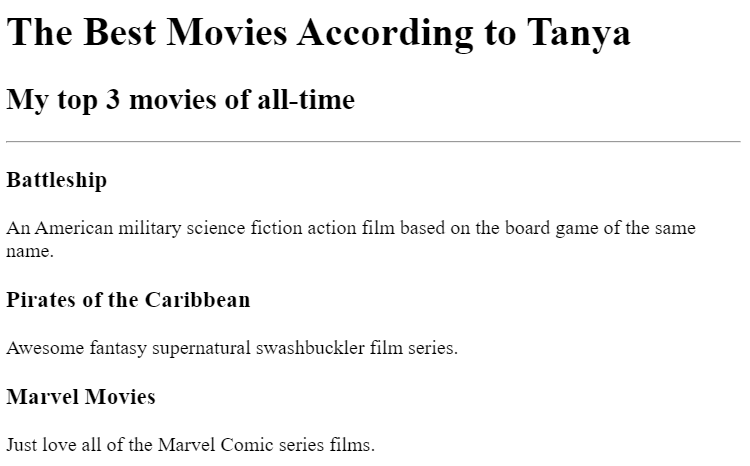 The Best Movies According to Tanya
My top 3 movies of all-time
Battleship
An American military science fiction action film based on the board game of the same
name.
Pirates of the Caribbean
Awesome fantasy supernatural swashbuckler film series.
Marvel Movies
Just love all of the Marvel Comic series films.